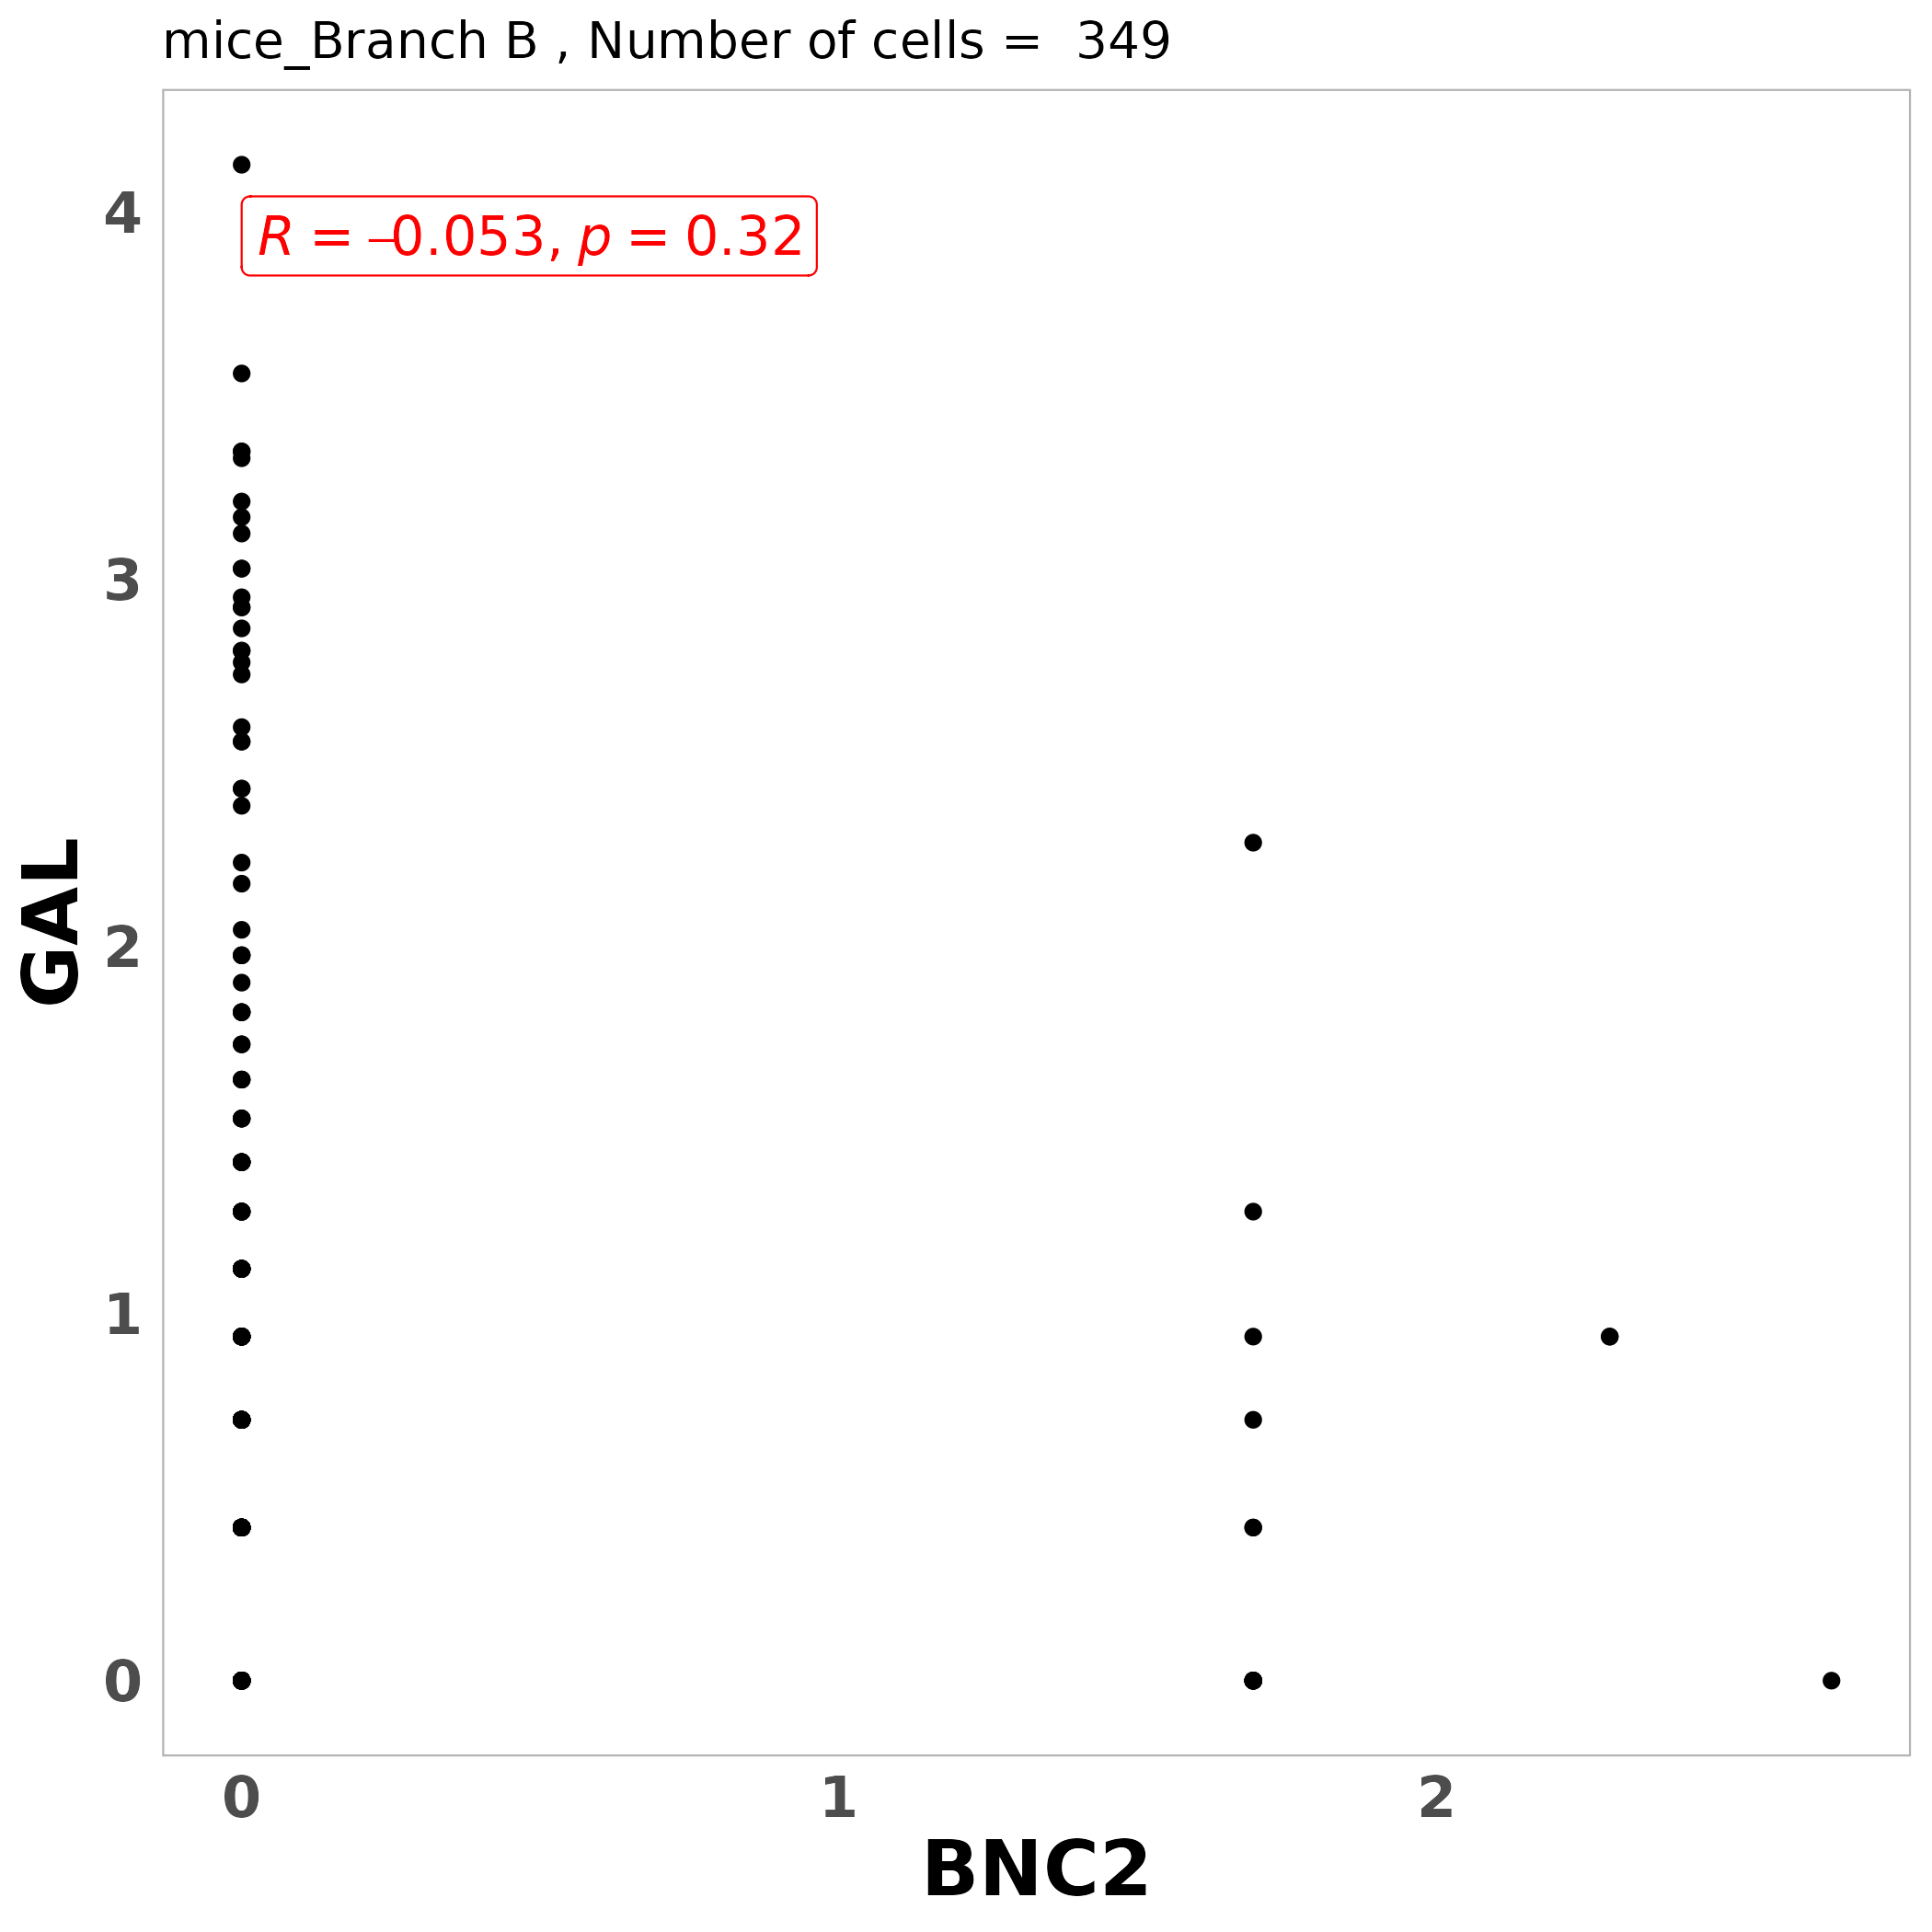 mice_Branch B , Number of cells =  349
R = –0.053, p = 0.32
4
3
2
1
0
GAL
0 1 2
BNC2